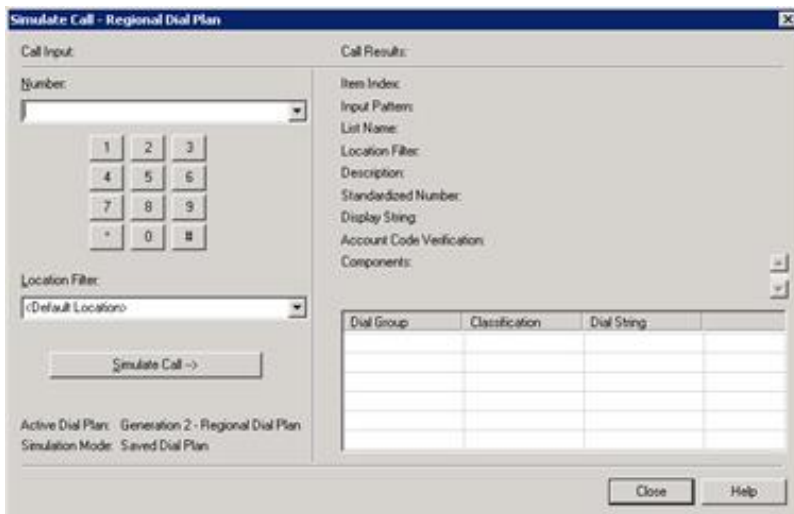 Simulate Call - Regional Dial Plan
Call Input:
Number:
1 2 3
4 5 6
7 8 9
* 0 #
Location Filter:
<Default Location>
Simulate Call -->
Active Dial Plan: Generation 2 - Regional Dial Plan
Simulation Mode: Saved Dial Plan
Call Results:
Item Index:
Input Pattern:
List Name:
Location Filter:
Description:
Standardized Number:
Display String:
Account Code Verification:
Components:
Dial Group Classification Dial String
Close Help